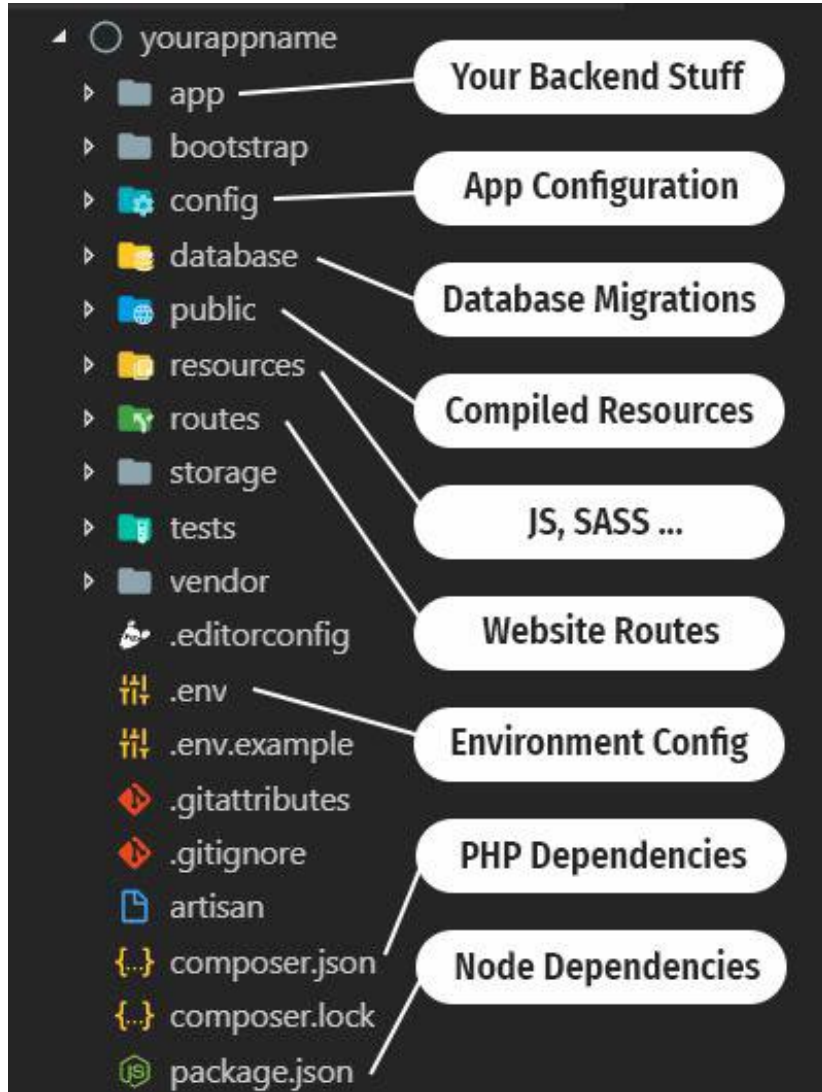 yourappname
app
Your Backend Stuff
bootstrap
config
App Configuration
database
Database Migrations
public
Compiled Resources
resources
JS, SASS ...
routes
Website Routes
storage
tests
vendor
.editorconfig
.env
Environment Config
.env.example
.gitattributes
.gitignore
artisan
composer.json
PHP Dependencies
composer.lock
package.json
Node Dependencies